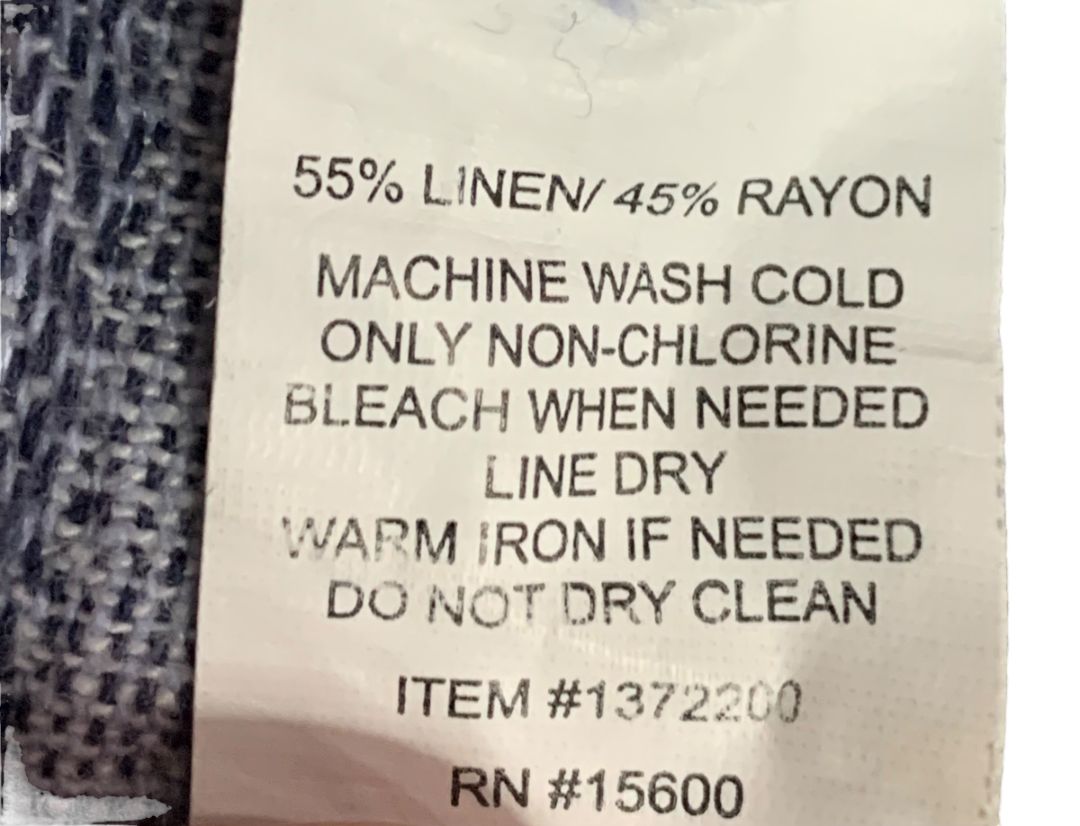 55% LINEN/ 45% RAYON
MACHINE WASH COLD
ONLY NON-CHLORINE
BLEACH WHEN NEEDED
LINE DRY
WARM IRON IF NEEDED
DO NOT DRY CLEAN
ITEM #1372200
RN #15600